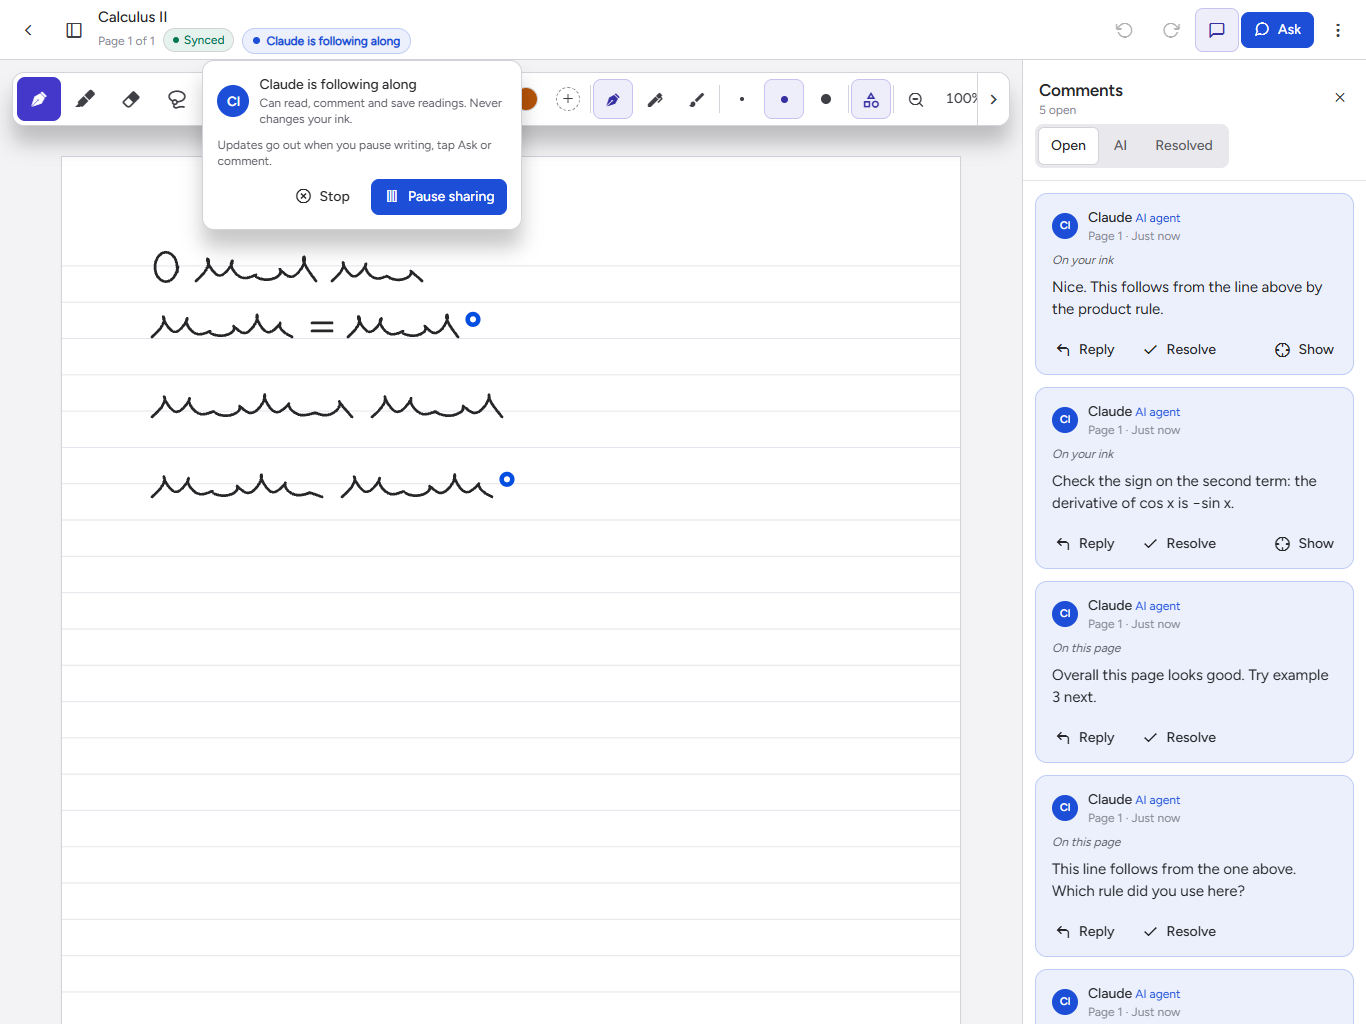 Calculus II
Page 1 of 1 Synced Claude is following along
Ask
Cl Claude is following along
Can read, comment and save readings. Never
changes your ink.
Updates go out when you pause writing, tap Ask or
comment.
Stop Pause sharing
100%
0
=
Comments
5 open
Open AI Resolved
Cl Claude AI agent
Page 1 · Just now
On your ink
Nice. This follows from the line above by
the product rule.
Reply Resolve Show
Cl Claude AI agent
Page 1 · Just now
On your ink
Check the sign on the second term: the
derivative of cos x is −sin x.
Reply Resolve Show
Cl Claude AI agent
Page 1 · Just now
On this page
Overall this page looks good. Try example
3 next.
Reply Resolve
Cl Claude AI agent
Page 1 · Just now
On this page
This line follows from the one above.
Which rule did you use here?
Reply Resolve
Cl Claude AI agent
Page 1 · Just now